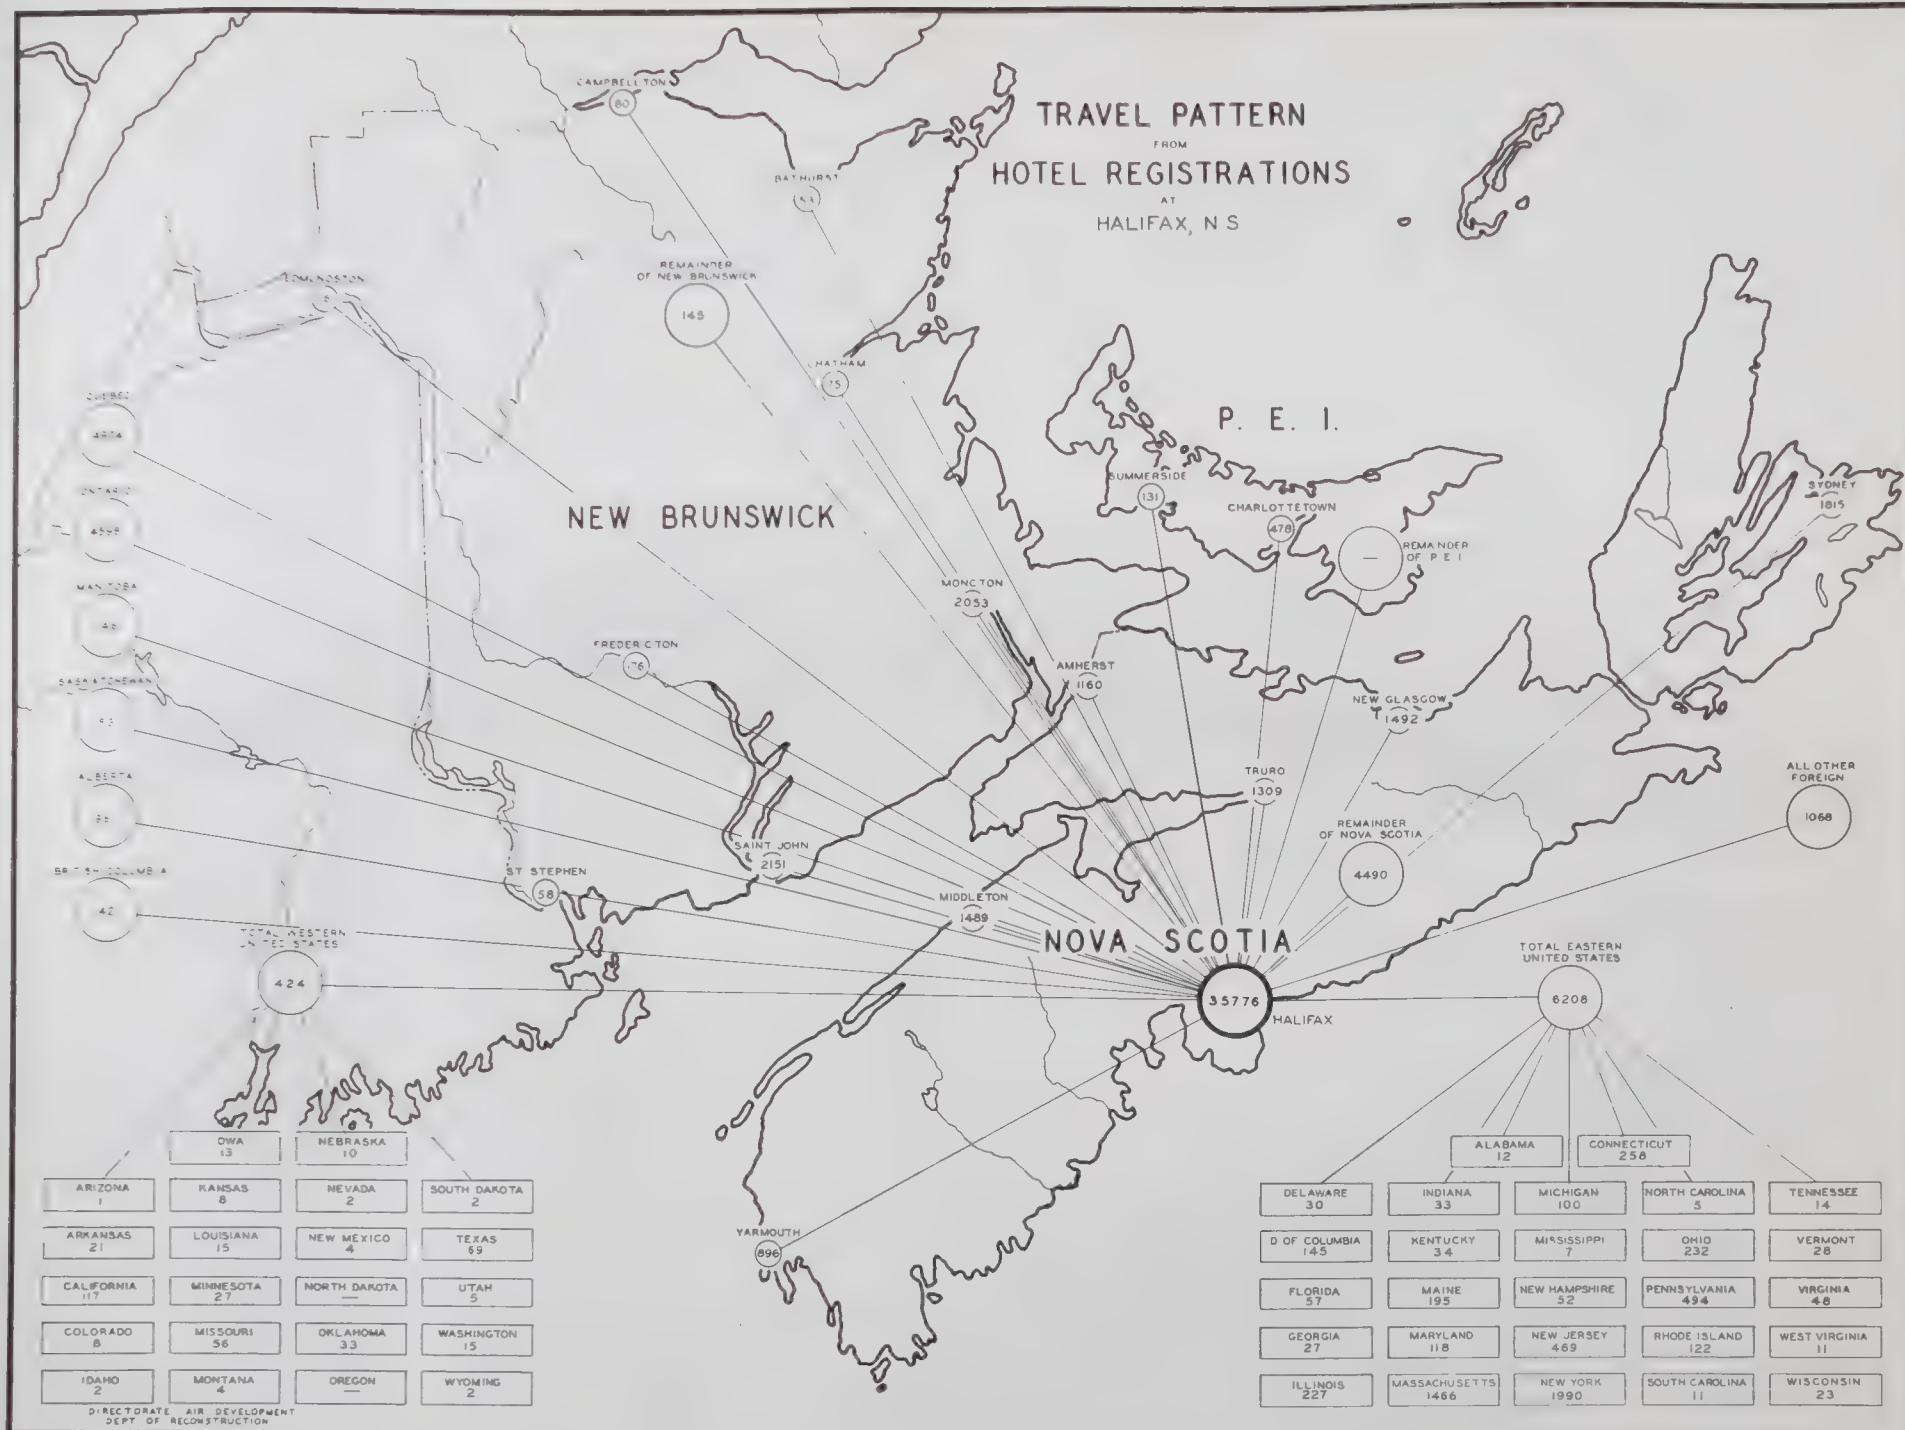 TRAVEL PATTERN
FROM
HOTEL REGISTRATIONS
AT
HALIFAX, N S
CAMPBELLTON
80
BATHURST
REMAINDER
OF NEW BRUNSWICK
145
EDMUNDSTON
CHATHAM
75
QUEBEC
ONTARIO
MANITOBA
SASKATCHEWAN
ALBERTA
BRITISH COLUMBIA
42
NEW BRUNSWICK
P. E. I.
SUMMERSIDE
131
CHARLOTTETOWN
478
REMAINDER
OF P E I
—
SYDNEY
1815
MONCTON
2053
FREDERICTON
176
AMHERST
1160
NEW GLASGOW
1492
TRURO
1309
REMAINDER
OF NOVA SCOTIA
4490
ALL OTHER
FOREIGN
1068
SAINT JOHN
2151
ST STEPHEN
58
MIDDLETON
1489
NOVA SCOTIA
35776
HALIFAX
TOTAL WESTERN
UNITED STATES
424
TOTAL EASTERN
UNITED STATES
6208
YARMOUTH
896
IOWA
13
NEBRASKA
10
ARIZONA
1
KANSAS
8
NEVADA
2
SOUTH DAKOTA
2
ARKANSAS
21
LOUISIANA
15
NEW MEXICO
4
TEXAS
69
CALIFORNIA
117
MINNESOTA
27
NORTH DAKOTA
—
UTAH
5
COLORADO
8
MISSOURI
56
OKLAHOMA
33
WASHINGTON
15
IDAHO
2
MONTANA
4
OREGON
—
WYOMING
2
DIRECTORATE AIR DEVELOPMENT
DEPT OF RECONSTRUCTION
ALABAMA
12
CONNECTICUT
258
DELAWARE
30
INDIANA
33
MICHIGAN
100
NORTH CAROLINA
5
TENNESSEE
14
D OF COLUMBIA
145
KENTUCKY
34
MISSISSIPPI
7
OHIO
232
VERMONT
28
FLORIDA
57
MAINE
195
NEW HAMPSHIRE
52
PENNSYLVANIA
494
VIRGINIA
48
GEORGIA
27
MARYLAND
118
NEW JERSEY
469
RHODE ISLAND
122
WEST VIRGINIA
11
ILLINOIS
227
MASSACHUSETTS
1466
NEW YORK
1990
SOUTH CAROLINA
11
WISCONSIN
23